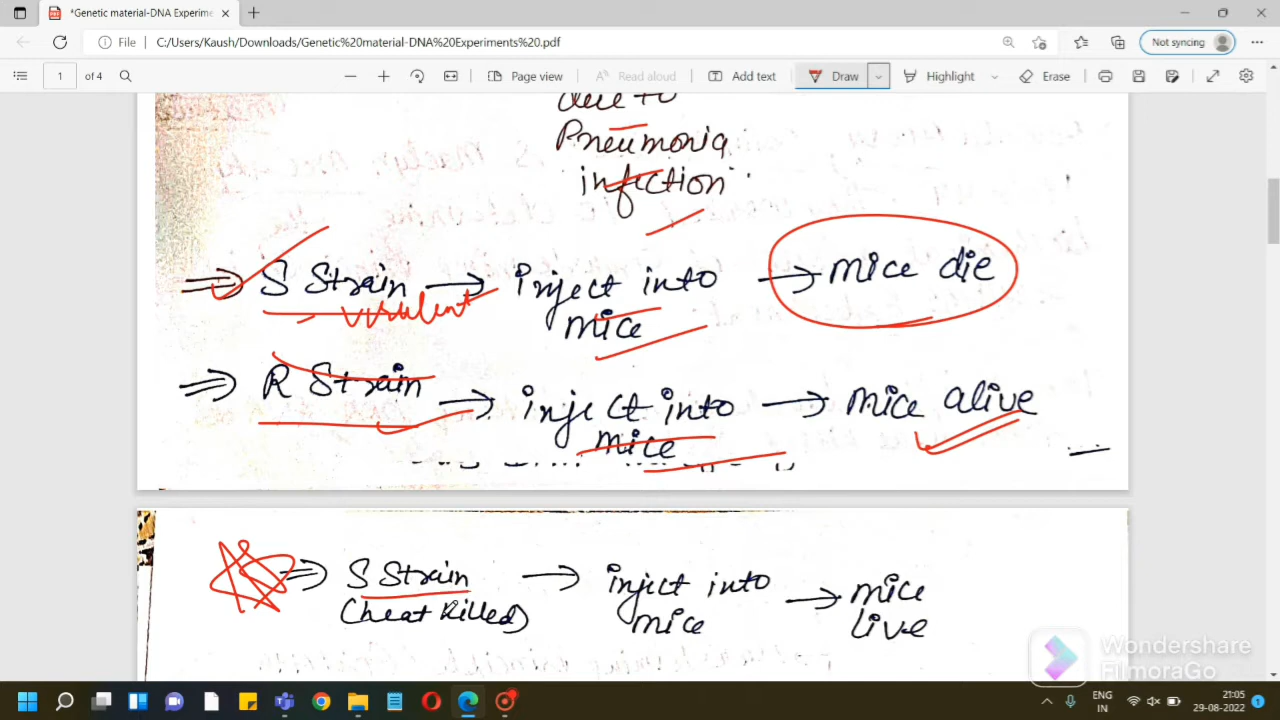 *Genetic material-DNA Experime
File C:/Users/Kaush/Downloads/Genetic%20material-DNA%20Experiments%20.pdf
Not syncing
1 of 4
Page view
Read aloud
Add text
Draw
Highlight
Erase
due to
Pneumonia
infection
⇒ S Strain → inject into mice → mice die
virulent
⇒ R Strain → inject into mice → mice alive
⇒ S Strain (heat killed) → inject into mice → mice live
Wondershare
FilmoraGo
ENG
IN
21:05
29-08-2022
1